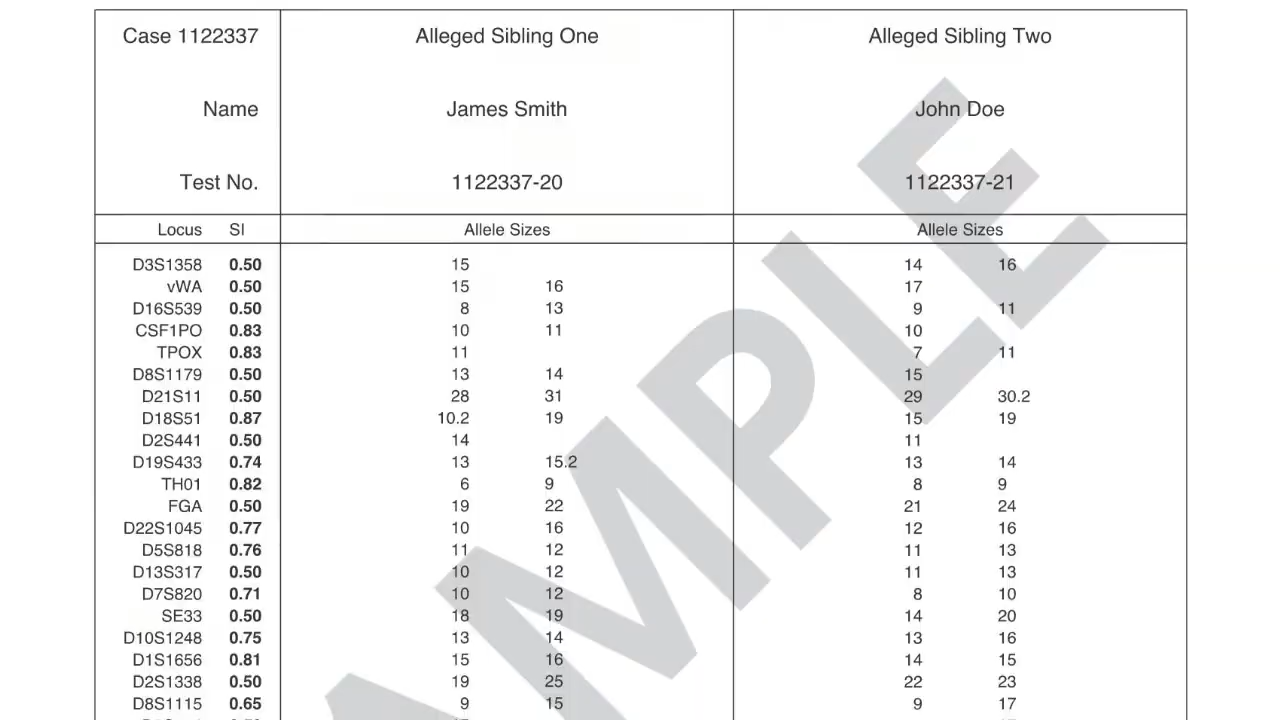 Case 1122337 Alleged Sibling One Alleged Sibling Two
Name James Smith John Doe
Test No. 1122337-20 1122337-21
Locus SI Allele Sizes Allele Sizes
D3S1358 0.50 15 14 16
vWA 0.50 15 16 17
D16S539 0.50 8 13 9 11
CSF1PO 0.83 10 11 10
TPOX 0.83 11 7 11
D8S1179 0.50 13 14 15
D21S11 0.50 28 31 29 30.2
D18S51 0.87 10.2 19 15 19
D2S441 0.50 14 11
D19S433 0.74 13 15.2 13 14
TH01 0.82 6 9 8 9
FGA 0.50 19 22 21 24
D22S1045 0.77 10 16 12 16
D5S818 0.76 11 12 11 13
D13S317 0.50 10 12 11 13
D7S820 0.71 10 12 8 10
SE33 0.50 18 19 14 20
D10S1248 0.75 13 14 13 16
D1S1656 0.81 15 16 14 15
D2S1338 0.50 19 25 22 23
D8S1115 0.65 9 15 9 17
AMPLE